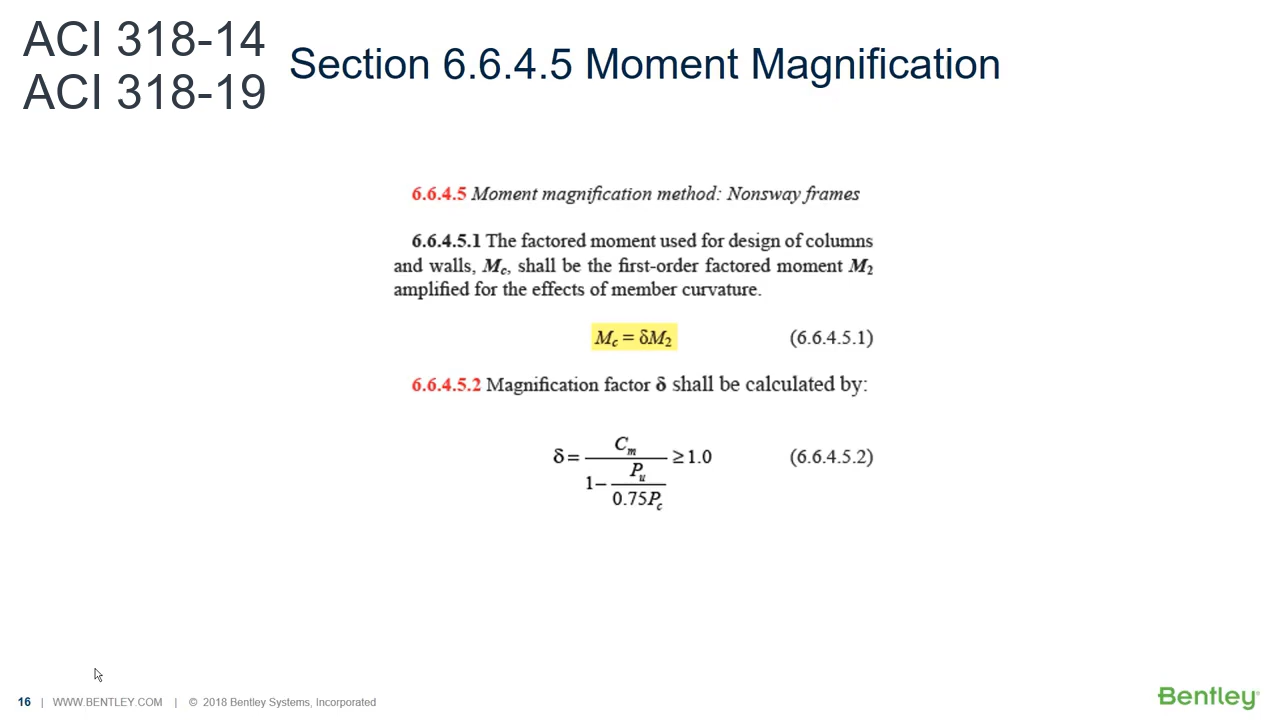 ACI 318-14
ACI 318-19
Section 6.6.4.5 Moment Magnification
6.6.4.5 Moment magnification method: Nonsway frames
6.6.4.5.1 The factored moment used for design of columns
and walls, Mc, shall be the first-order factored moment M2
amplified for the effects of member curvature.
Mc = δM2 (6.6.4.5.1)
6.6.4.5.2 Magnification factor δ shall be calculated by:
δ = Cm / (1 – Pu / 0.75Pc) ≥ 1.0 (6.6.4.5.2)
16 | WWW.BENTLEY.COM | © 2018 Bentley Systems, Incorporated
Bentley®